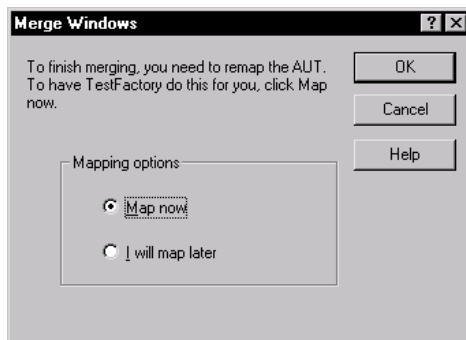 Merge Windows
To finish merging, you need to remap the AUT.
To have TestFactory do this for you, click Map
now.
OK
Cancel
Help
Mapping options
Map now
I will map later